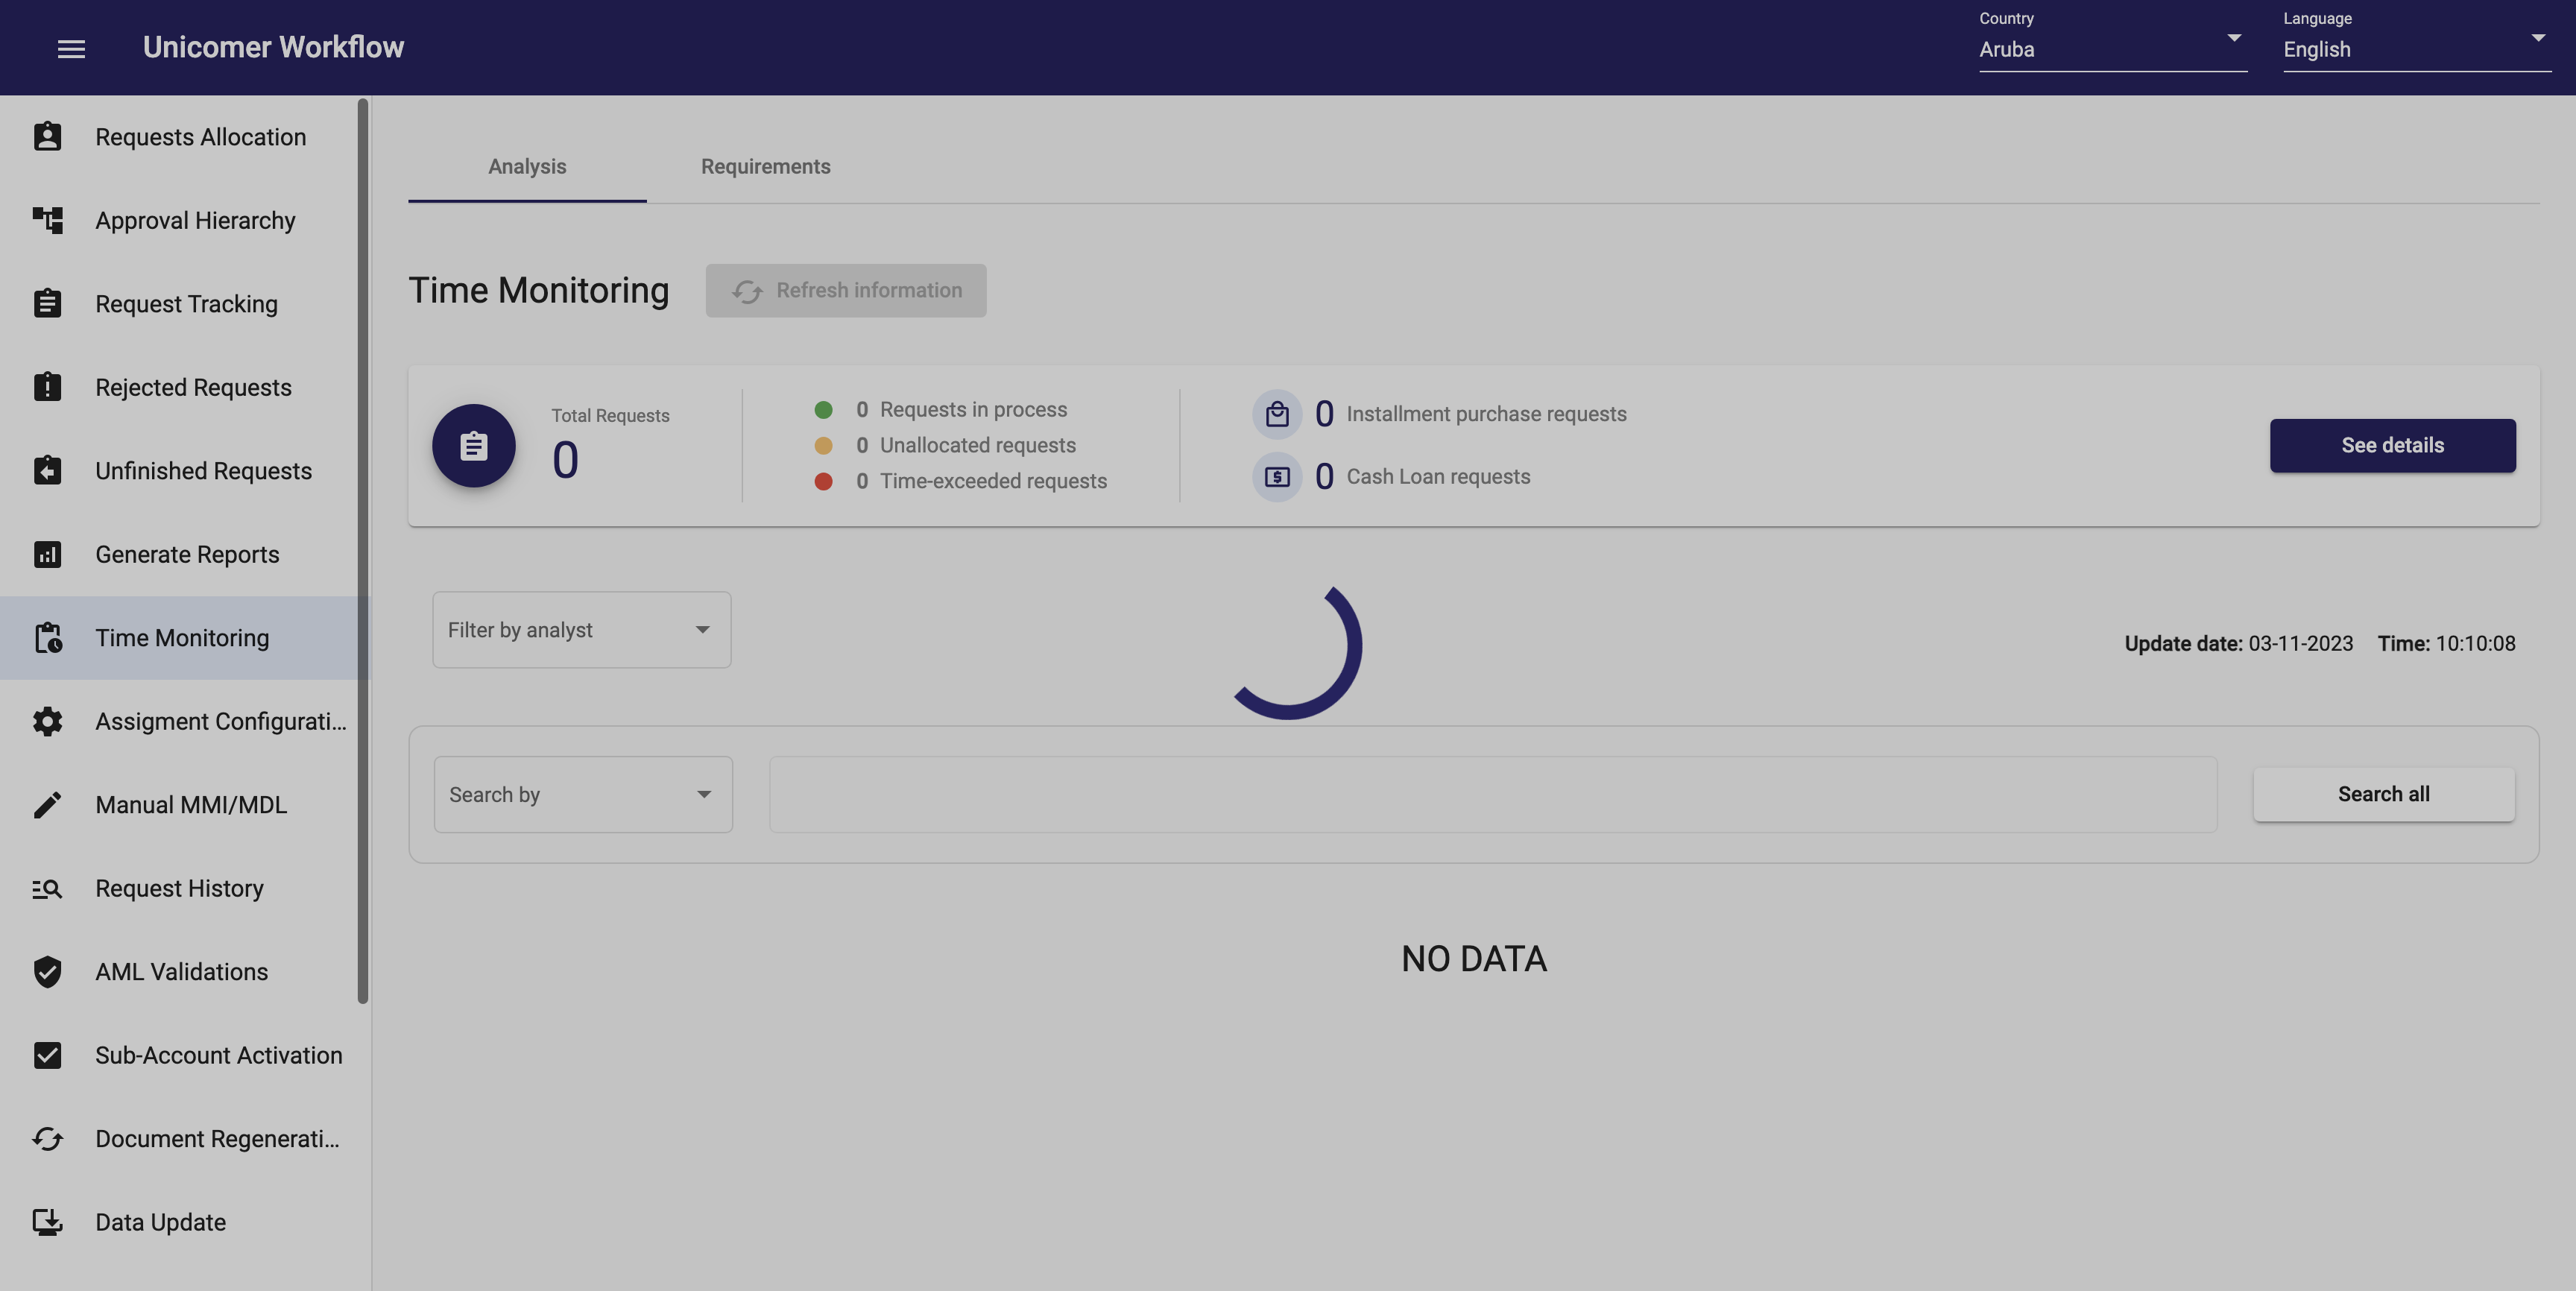 Unicomer Workflow
Country
Aruba
Language
English
Requests Allocation
Approval Hierarchy
Request Tracking
Rejected Requests
Unfinished Requests
Generate Reports
Time Monitoring
Assigment Configurati...
Manual MMI/MDL
Request History
AML Validations
Sub-Account Activation
Document Regenerati...
Data Update
Analysis
Requirements
Time Monitoring
Refresh information
Total Requests
0
0 Requests in process
0 Unallocated requests
0 Time-exceeded requests
0 Installment purchase requests
0 Cash Loan requests
See details
Filter by analyst
Update date: 03-11-2023 Time: 10:10:08
Search by
Search all
NO DATA